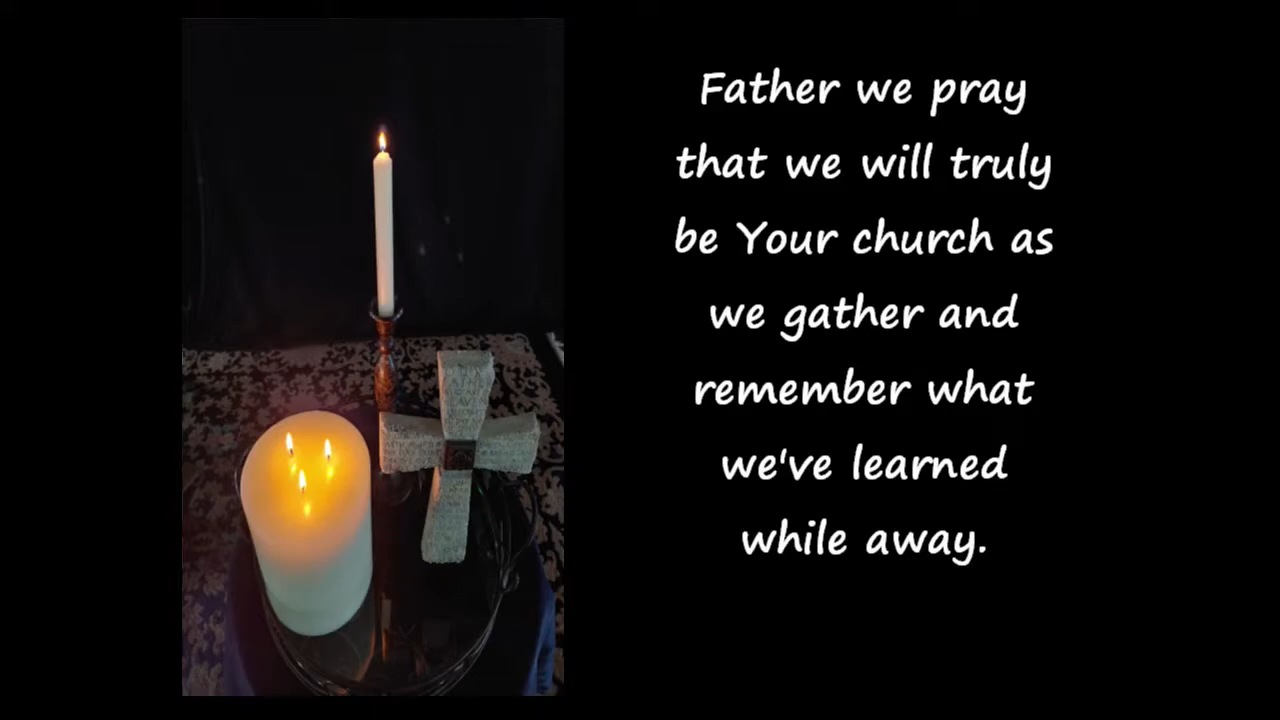 Father we pray
that we will truly
be Your church as
we gather and
remember what
we've learned
while away.